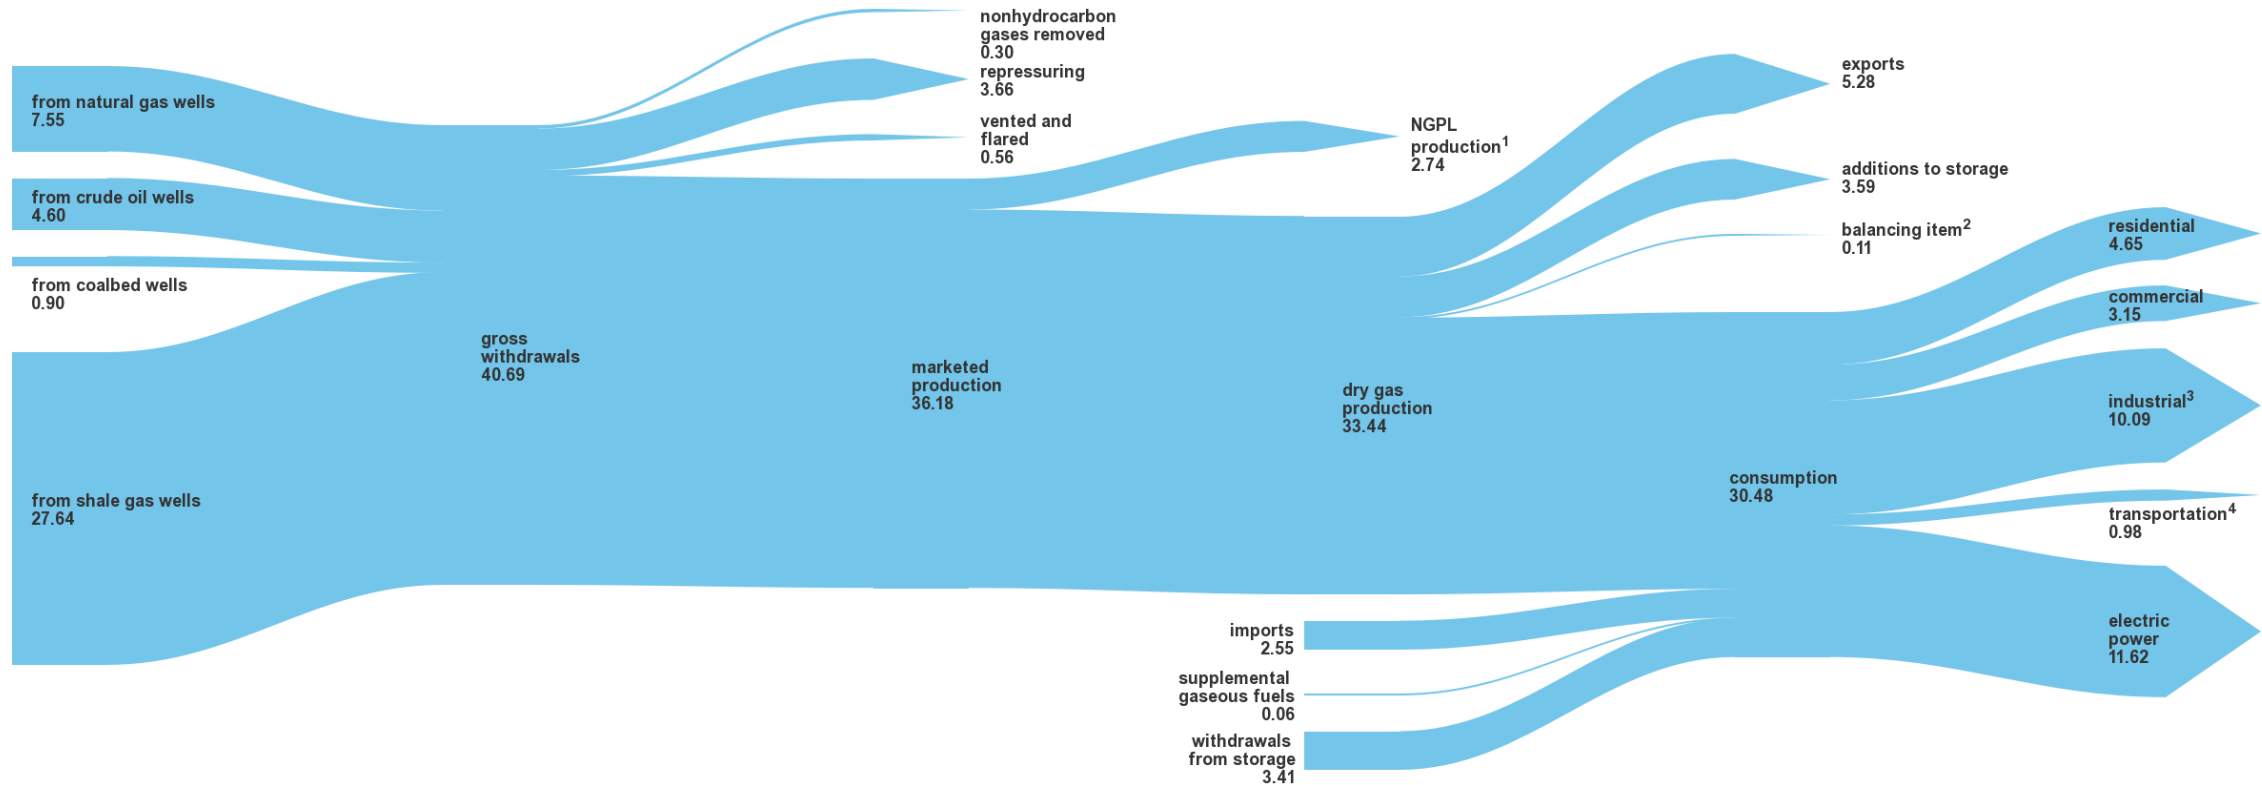 from natural gas wells
7.55
from crude oil wells
4.60
from coalbed wells
0.90
from shale gas wells
27.64
gross
withdrawals
40.69
nonhydrocarbon
gases removed
0.30
repressuring
3.66
vented and
flared
0.56
marketed
production
36.18
NGPL
production¹
2.74
dry gas
production
33.44
imports
2.55
supplemental
gaseous fuels
0.06
withdrawals
from storage
3.41
exports
5.28
additions to storage
3.59
balancing item²
0.11
consumption
30.48
residential
4.65
commercial
3.15
industrial³
10.09
transportation⁴
0.98
electric
power
11.62